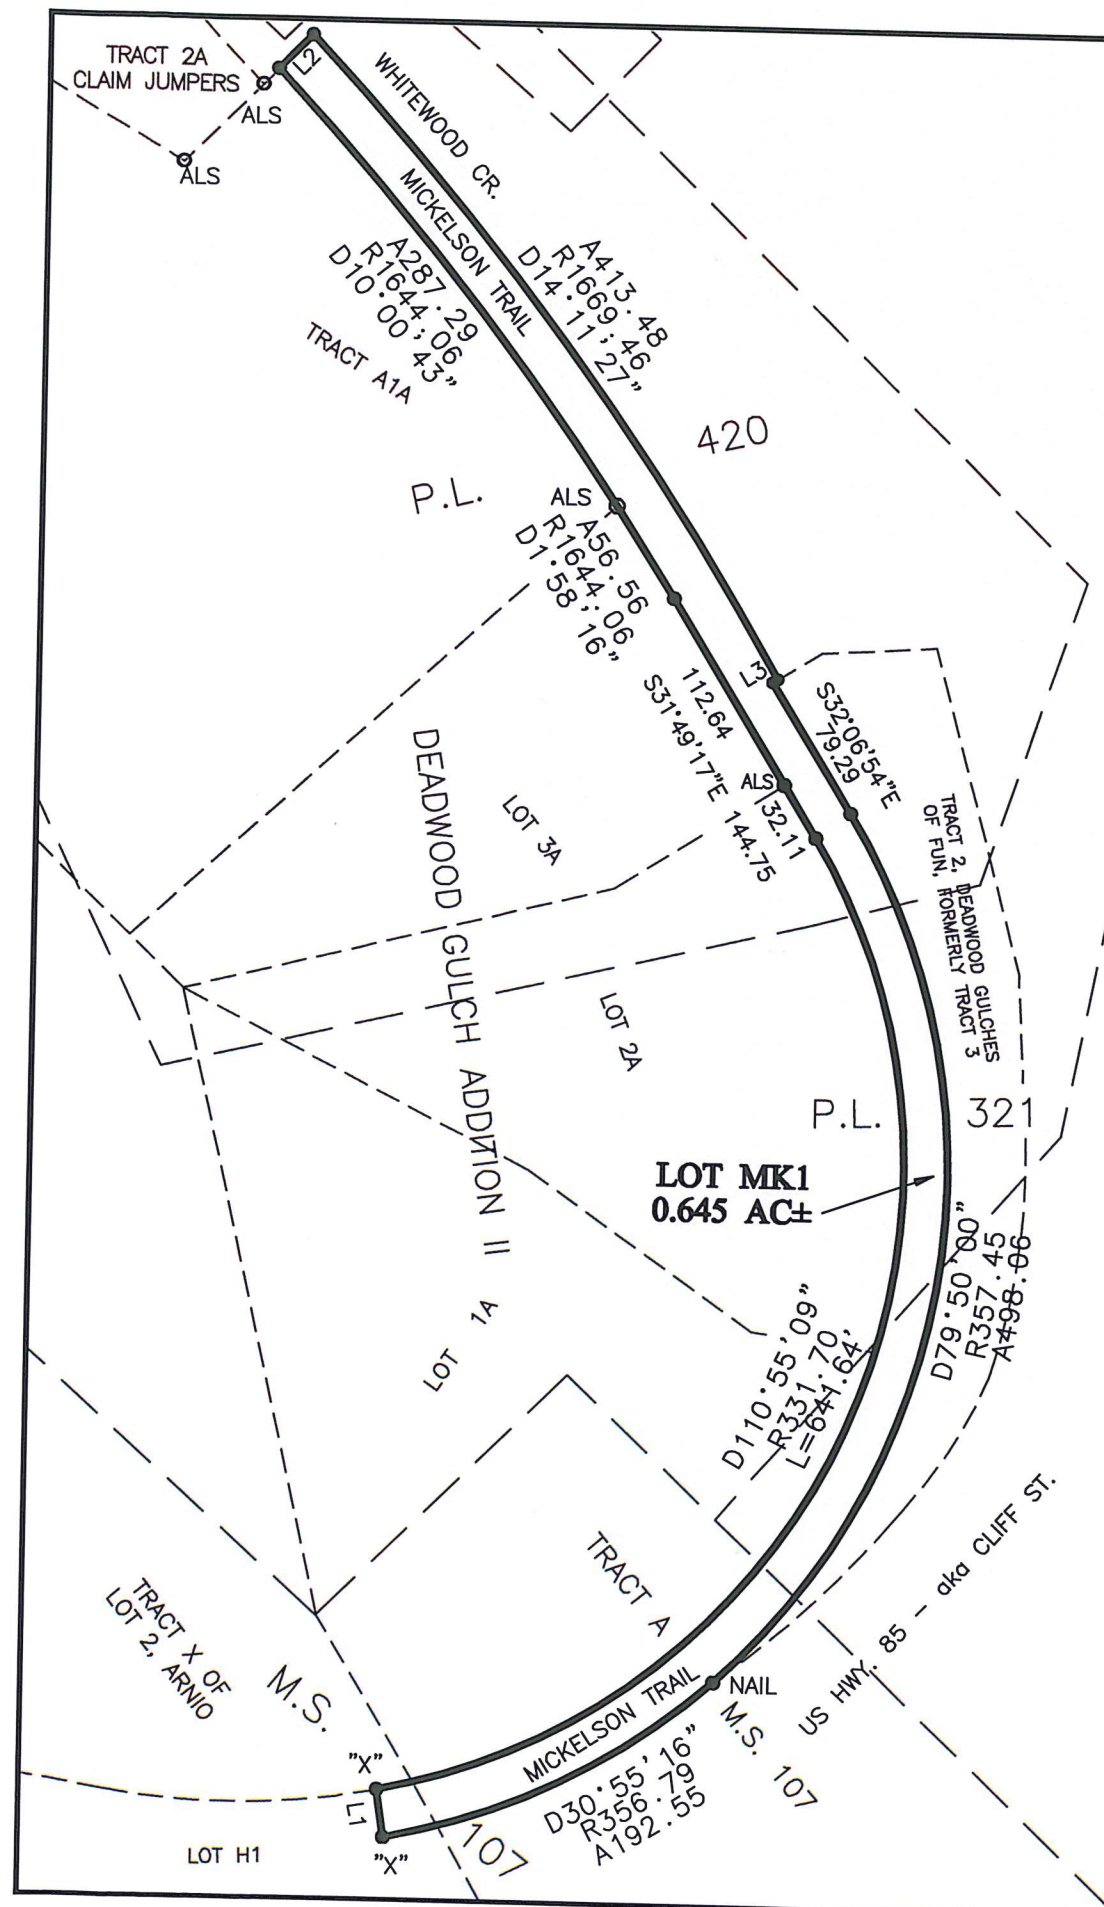 TRACT 2A
CLAIM JUMPERS
ALS
ALS
L2
WHITEWOOD CR.
MICKELSON TRAIL
A413.48
R1669.46
D14°11'27"
A287.29
R1644.06
D10°00'43"
TRACT A1A
420
P.L.
ALS
A56.56
R1644.06
D1°58'16"
L3
112.64
S31°49'17"E 144.75
S32°06'54"E
79.29
ALS
32.11
TRACT 2, DEADWOOD GULCHES
OF FUN, FORMERLY TRACT 3
DEADWOOD GULCH ADDITION II
LOT 3A
LOT 2A
P.L.
321
LOT MK1
0.645 AC±
D79°50'00"
R357.45
A498.06
LOT 1A
D110°55'09"
R331.70'
L=641.64'
TRACT A
US HWY. 85 - aka CLIFF ST.
TRACT X OF
LOT 2, ARNIO
M.S.
107
MICKELSON TRAIL
NAIL
M.S. 107
"X"
L1
"X"
D30°55'16"
R356.79
A192.55
LOT H1